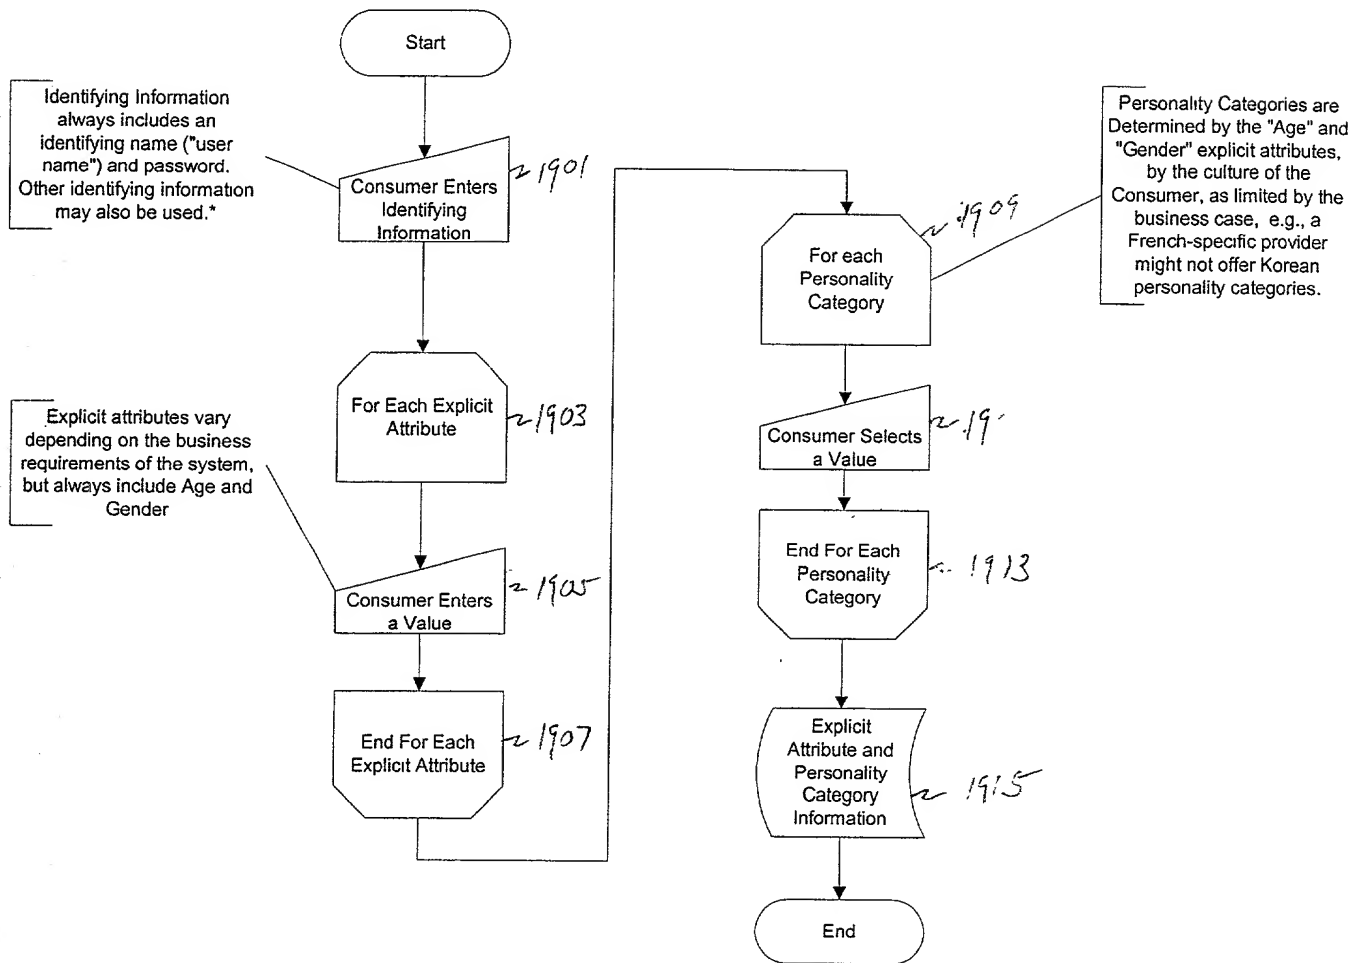 Start
Identifying Information
always includes an
identifying name ("user
name") and password.
Other identifying information
may also be used.*
Consumer Enters
Identifying
Information
1901
For Each Explicit
Attribute
1903
Explicit attributes vary
depending on the business
requirements of the system,
but always include Age and
Gender
Consumer Enters
a Value
1905
End For Each
Explicit Attribute
1907
Personality Categories are
Determined by the "Age" and
"Gender" explicit attributes,
by the culture of the
Consumer, as limited by the
business case, e.g., a
French-specific provider
might not offer Korean
personality categories.
For each
Personality
Category
1909
Consumer Selects
a Value
End For Each
Personality
Category
1913
Explicit
Attribute and
Personality
Category
Information
1915
End